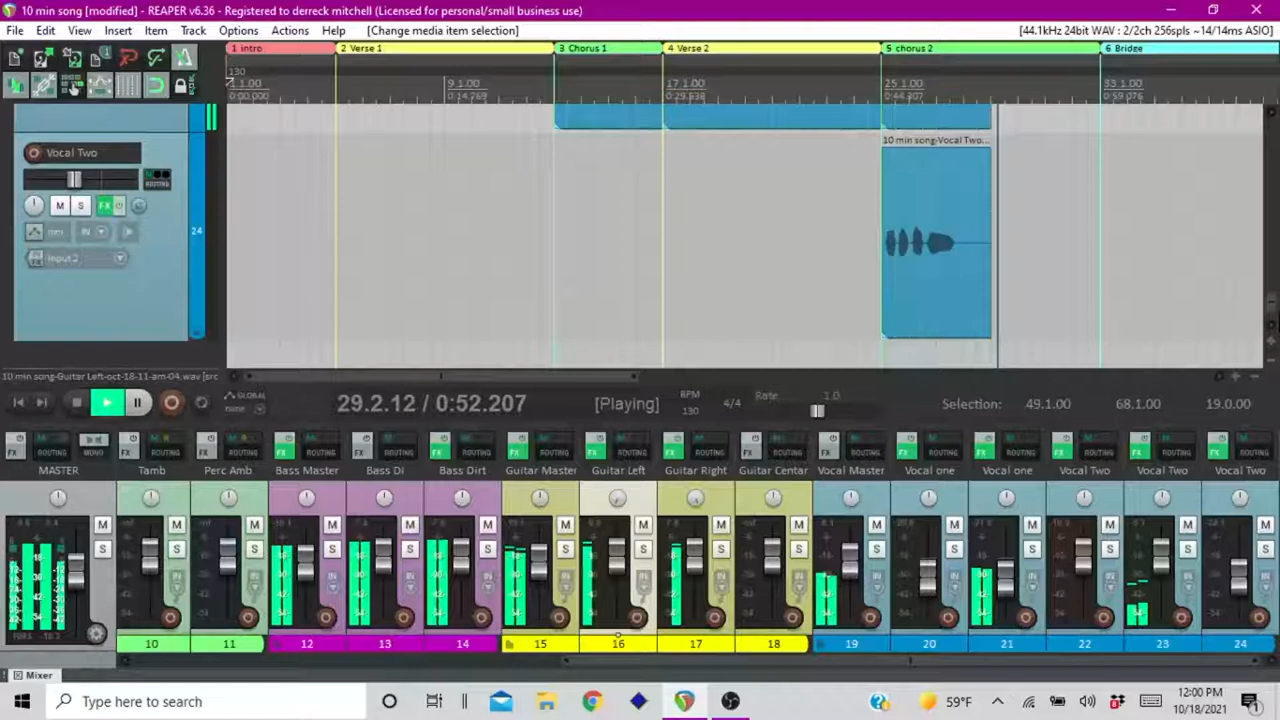 10 min song [modified] - REAPER v6.36 - Registered to derreck mitchell (Licensed for personal/small business use)
File Edit View Insert Item Track Options Actions Help [Change media item selection]
[44.1kHz 24bit WAV : 2/2ch 256spls ~14/14ms ASIO]
1 intro 2 Verse 1 3 Chorus 1 4 Verse 2 5 chorus 2 6 Bridge
130
1.1.00 9.1.00 17.1.00 25.1.00 33.1.00
0:00.000 0:14.769 0:29.538 0:44.307 0:59.076
10 min song-Vocal Two...
Vocal Two
ROUTING
M S FX
24
IN
Input 2
10 min song-Guitar Left-oct-18-11-am-04.wav [src
GLOBAL
none
29.2.12 / 0:52.207 [Playing]
BPM
130
4/4
Rate 1.0
Selection: 49.1.00 68.1.00 19.0.00
FX ROUTING MONO FX ROUTING FX ROUTING FX ROUTING FX ROUTING FX ROUTING FX ROUTING FX ROUTING FX ROUTING FX ROUTING FX ROUTING FX ROUTING FX ROUTING FX ROUTING FX ROUTING FX ROUTING
MASTER Tamb Perc Amb Bass Master Bass DI Bass Dirt Guitar Master Guitar Left Guitar Right Guitar Centar Vocal Master Vocal one Vocal one Vocal Two Vocal Two Vocal Two
M M M M M M M M M M M M M M M M
S S S S S S S S S S S S S S S S
10 11 12 13 14 15 16 17 18 19 20 21 22 23 24
Mixer
Type here to search
59°F
12:00 PM
10/18/2021